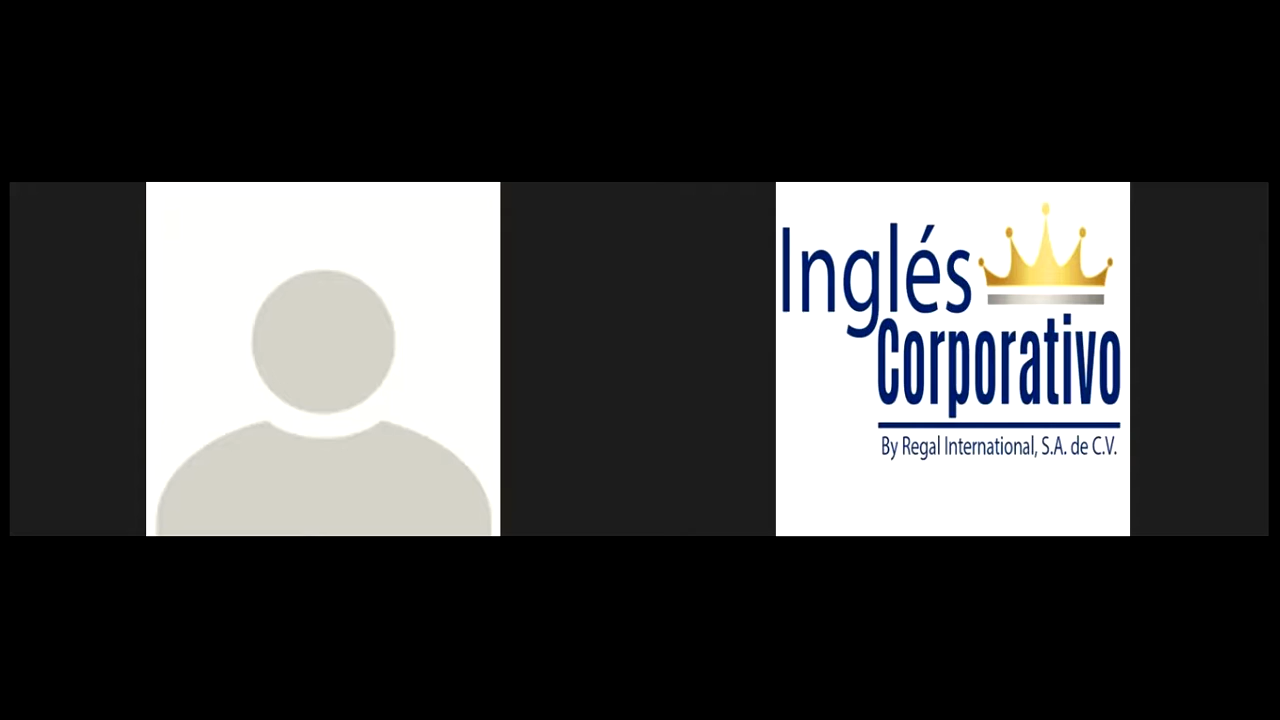 Inglés
Corporativo
By Regal International, S.A. de C.V.